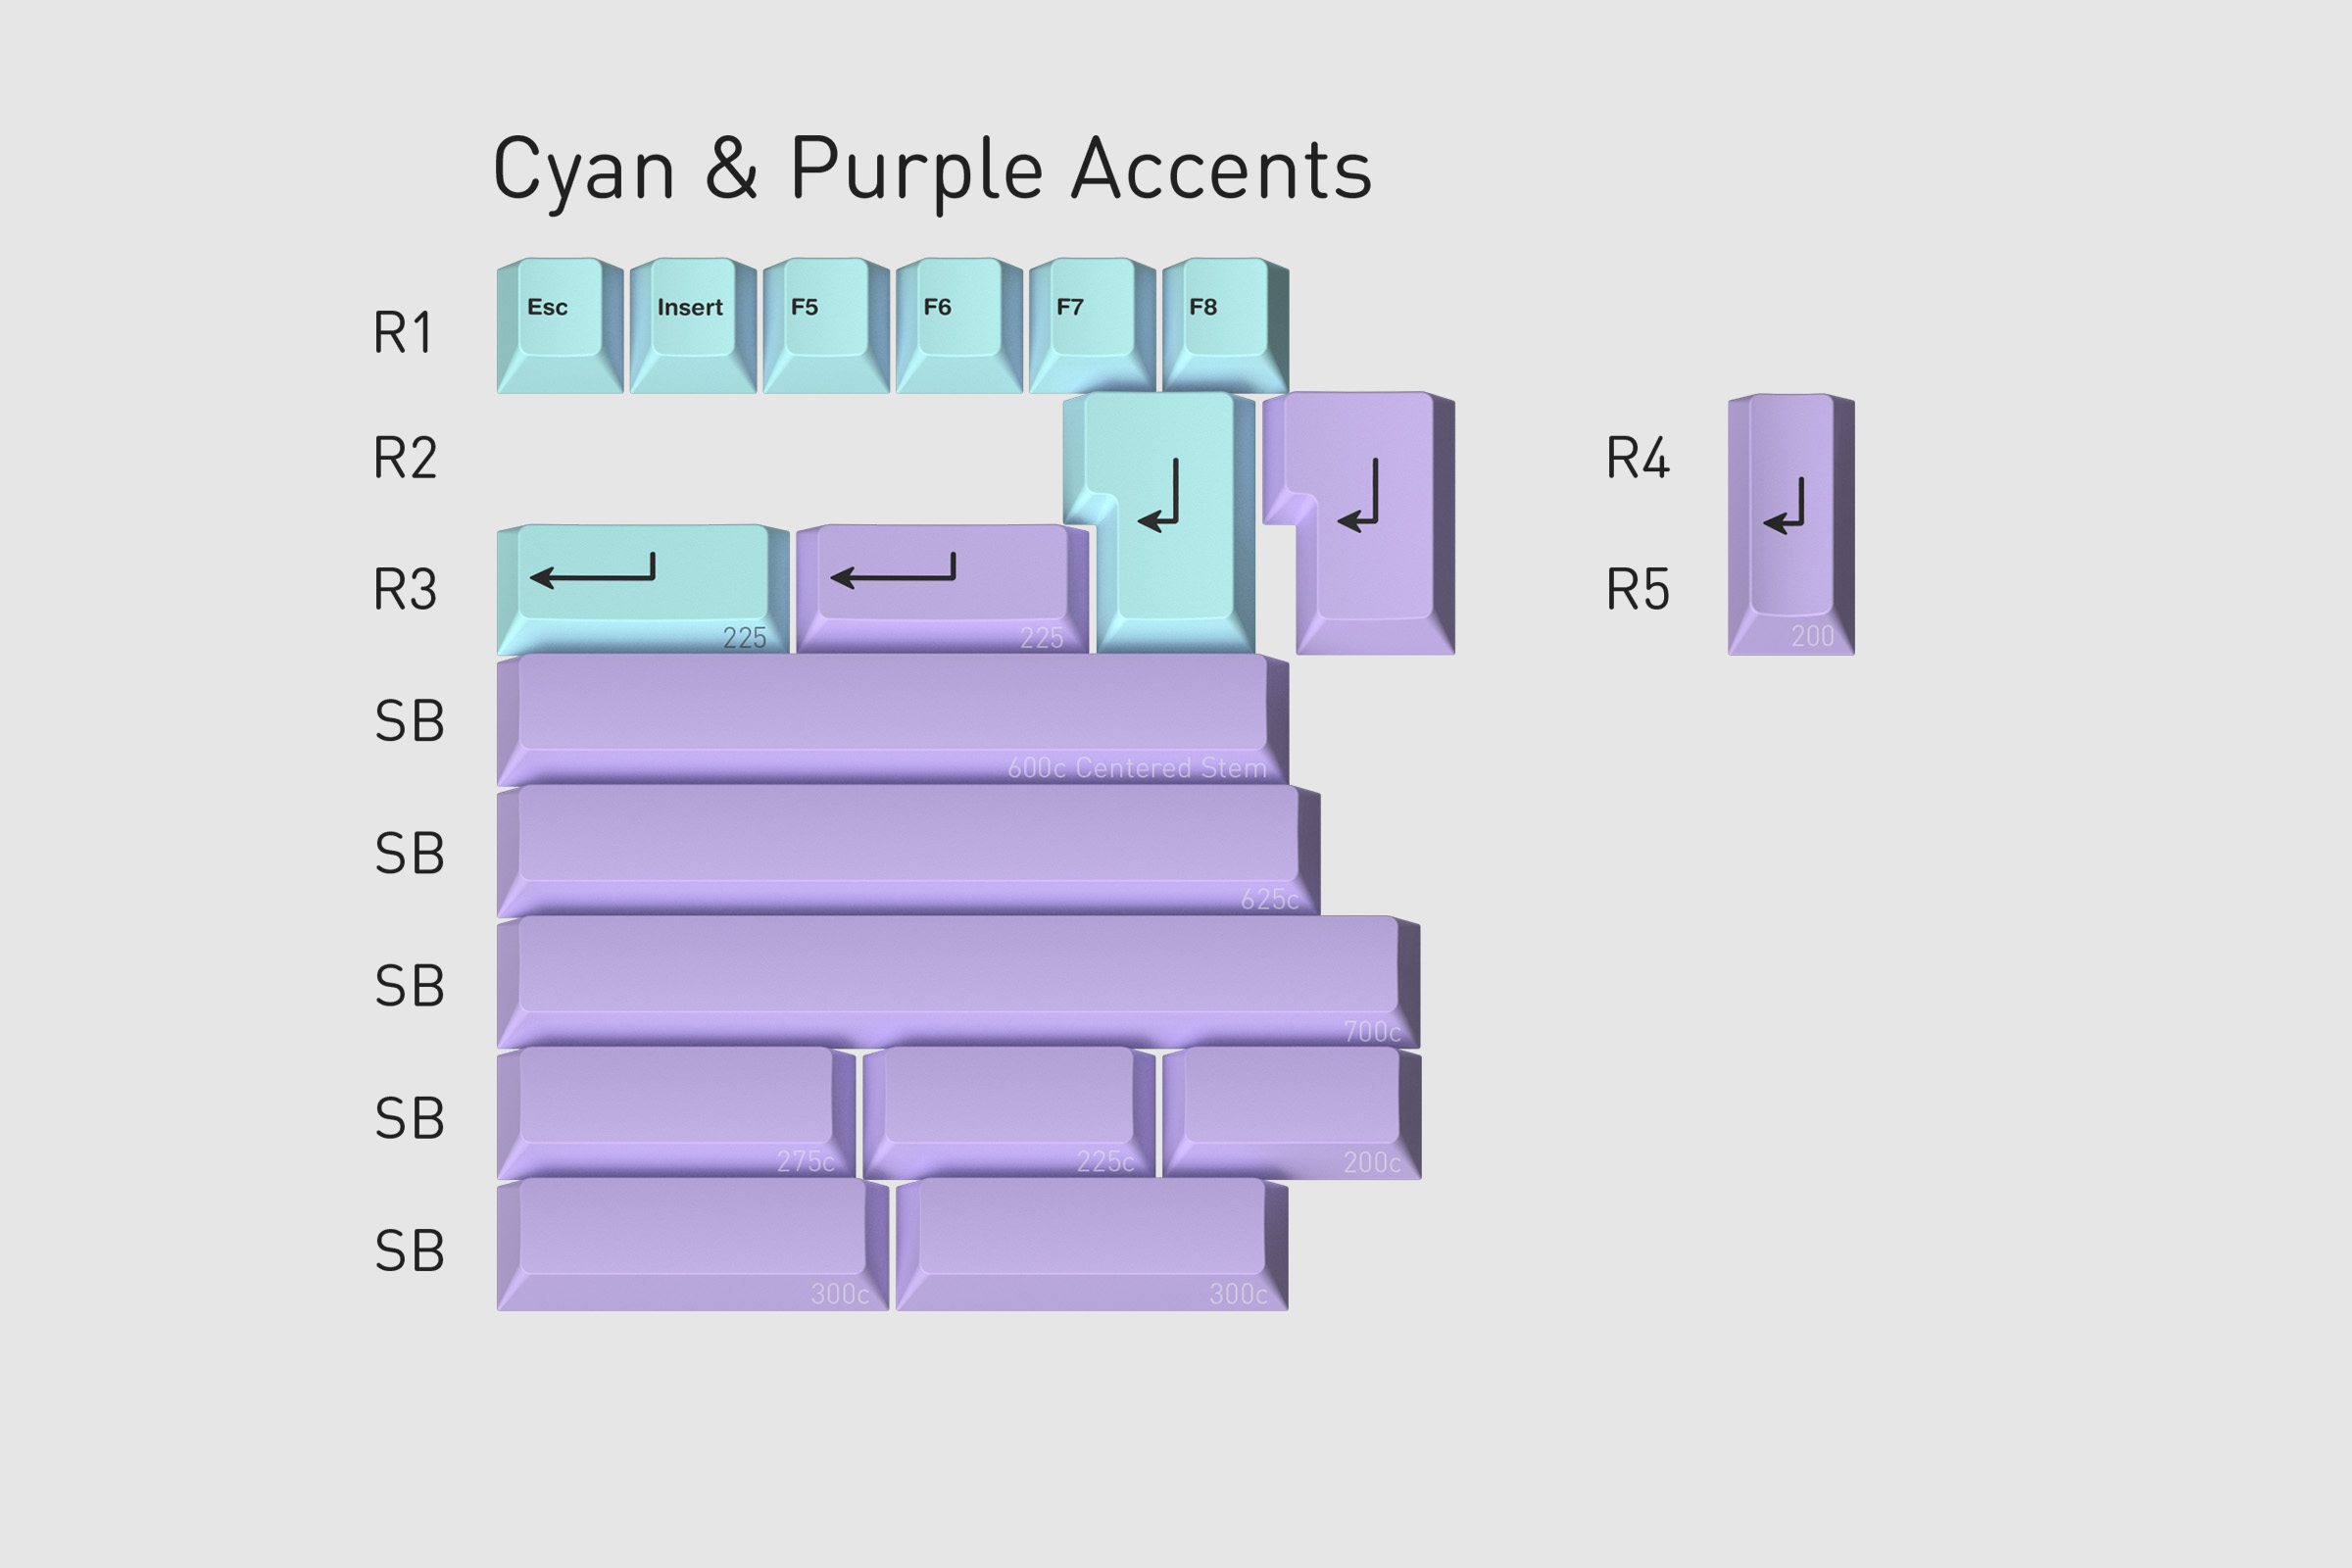 Cyan & Purple Accents
R1
Esc Insert F5 F6 F7 F8
R2
R4
R3
225 225
R5
200
SB
600c Centered Stem
SB
625c
SB
700c
SB
275c 225c 200c
SB
300c 300c